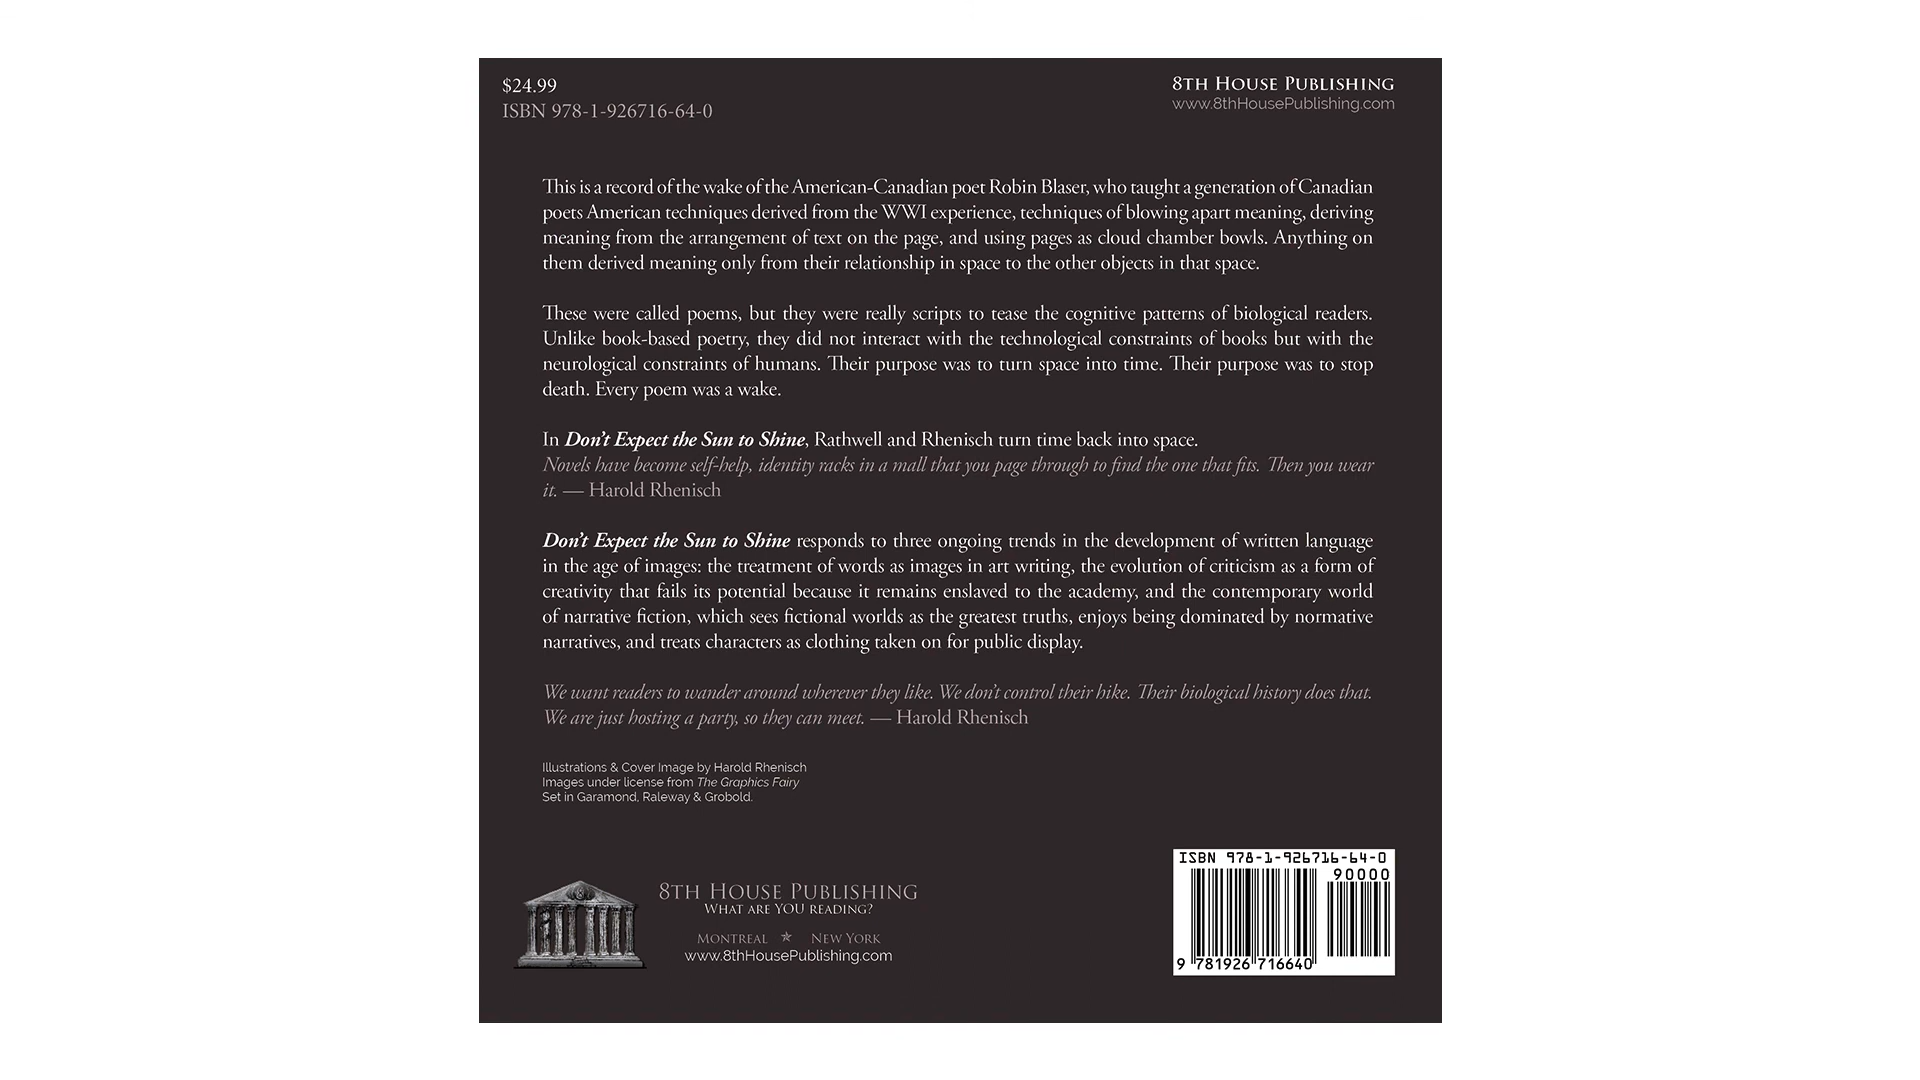 $24.99
ISBN 978-1-926716-64-0
8th House Publishing
www.8thHousePublishing.com
This is a record of the wake of the American-Canadian poet Robin Blaser, who taught a generation of Canadian
poets American techniques derived from the WWI experience, techniques of blowing apart meaning, deriving
meaning from the arrangement of text on the page, and using pages as cloud chamber bowls. Anything on
them derived meaning only from their relationship in space to the other objects in that space.
These were called poems, but they were really scripts to tease the cognitive patterns of biological readers.
Unlike book-based poetry, they did not interact with the technological constraints of books but with the
neurological constraints of humans. Their purpose was to turn space into time. Their purpose was to stop
death. Every poem was a wake.
In Don't Expect the Sun to Shine, Rathwell and Rhenisch turn time back into space.
Novels have become self-help, identity racks in a mall that you page through to find the one that fits. Then you wear
it. — Harold Rhenisch
Don't Expect the Sun to Shine responds to three ongoing trends in the development of written language
in the age of images: the treatment of words as images in art writing, the evolution of criticism as a form of
creativity that fails its potential because it remains enslaved to the academy, and the contemporary world
of narrative fiction, which sees fictional worlds as the greatest truths, enjoys being dominated by normative
narratives, and treats characters as clothing taken on for public display.
We want readers to wander around wherever they like. We don't control their hike. Their biological history does that.
We are just hosting a party, so they can meet. — Harold Rhenisch
Illustrations & Cover Image by Harold Rhenisch
Images under license from The Graphics Fairy
Set in Garamond, Raleway & Grobold.
8th House Publishing
What are YOU reading?
Montreal ★ New York
www.8thHousePublishing.com
ISBN 978-1-926716-64-0
90000
9 781926 716640